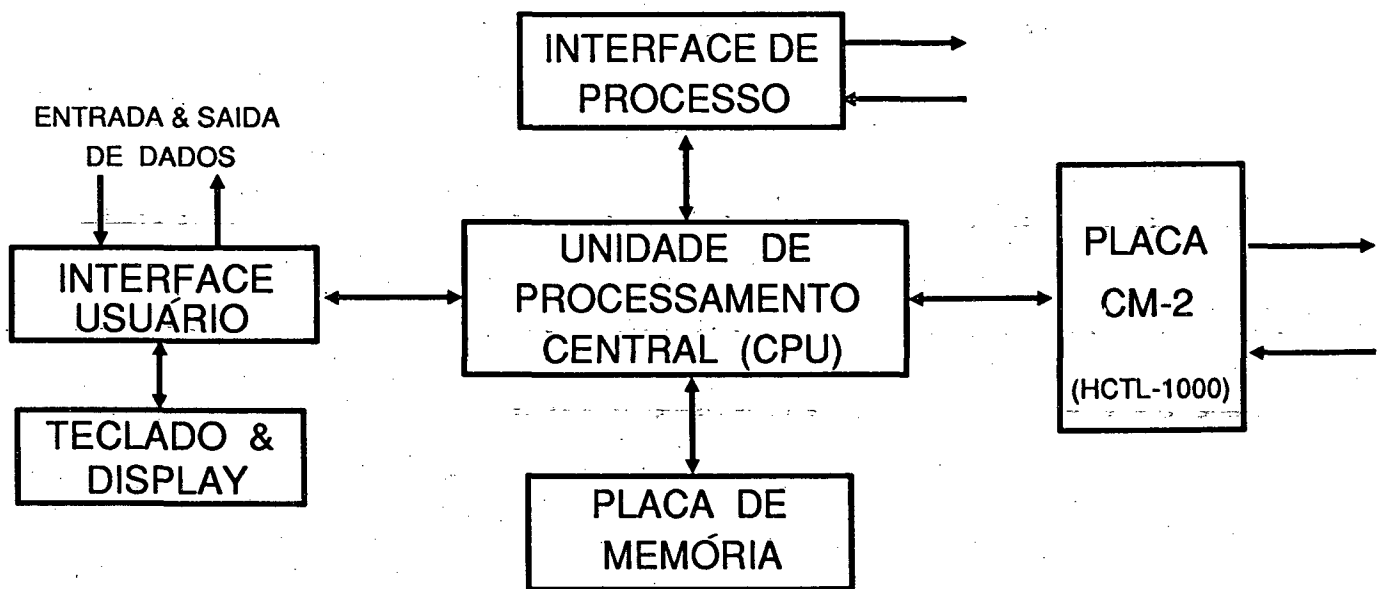 INTERFACE DE
PROCESSO
ENTRADA & SAIDA
DE DADOS
INTERFACE
USUÁRIO
TECLADO &
DISPLAY
UNIDADE DE
PROCESSAMENTO
CENTRAL (CPU)
PLACA DE
MEMÓRIA
PLACA
CM-2
(HCTL-1000)